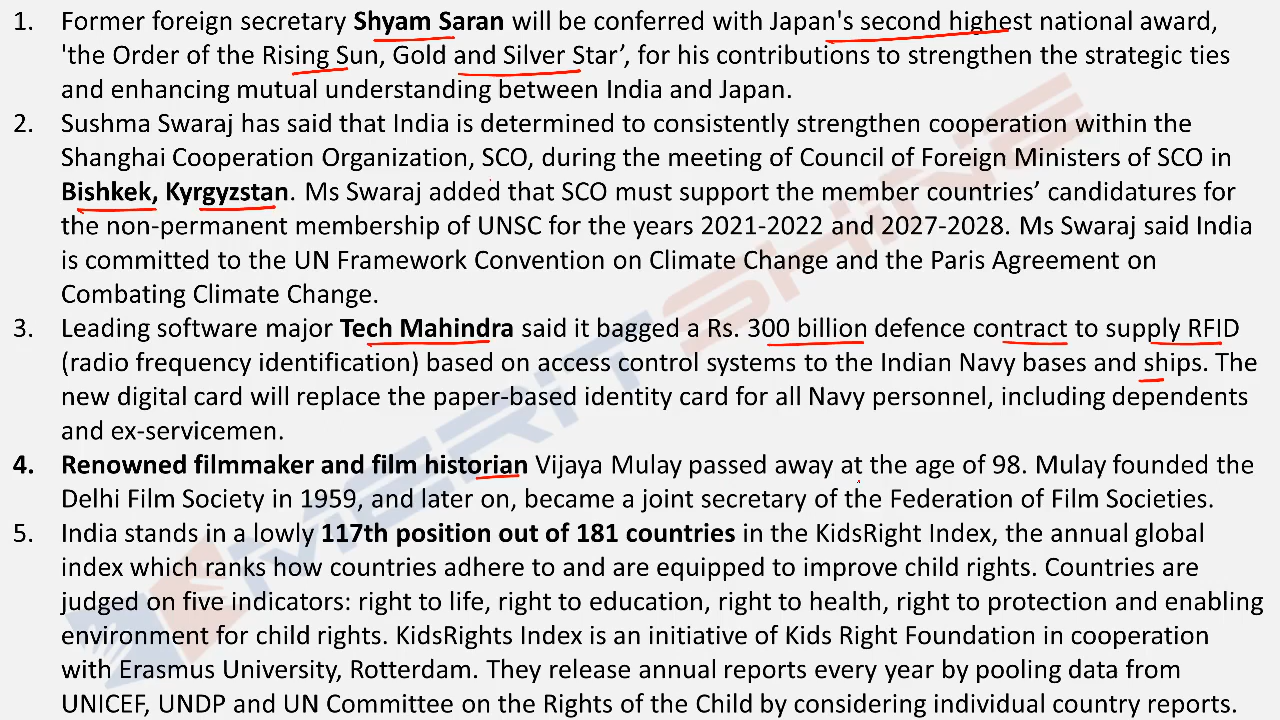 1. Former foreign secretary Shyam Saran will be conferred with Japan's second highest national award,
'the Order of the Rising Sun, Gold and Silver Star’, for his contributions to strengthen the strategic ties
and enhancing mutual understanding between India and Japan.
2. Sushma Swaraj has said that India is determined to consistently strengthen cooperation within the
Shanghai Cooperation Organization, SCO, during the meeting of Council of Foreign Ministers of SCO in
Bishkek, Kyrgyzstan. Ms Swaraj added that SCO must support the member countries’ candidatures for
the non-permanent membership of UNSC for the years 2021-2022 and 2027-2028. Ms Swaraj said India
is committed to the UN Framework Convention on Climate Change and the Paris Agreement on
Combating Climate Change.
3. Leading software major Tech Mahindra said it bagged a Rs. 300 billion defence contract to supply RFID
(radio frequency identification) based on access control systems to the Indian Navy bases and ships. The
new digital card will replace the paper-based identity card for all Navy personnel, including dependents
and ex-servicemen.
4. Renowned filmmaker and film historian Vijaya Mulay passed away at the age of 98. Mulay founded the
Delhi Film Society in 1959, and later on, became a joint secretary of the Federation of Film Societies.
5. India stands in a lowly 117th position out of 181 countries in the KidsRight Index, the annual global
index which ranks how countries adhere to and are equipped to improve child rights. Countries are
judged on five indicators: right to life, right to education, right to health, right to protection and enabling
environment for child rights. KidsRights Index is an initiative of Kids Right Foundation in cooperation
with Erasmus University, Rotterdam. They release annual reports every year by pooling data from
UNICEF, UNDP and UN Committee on the Rights of the Child by considering individual country reports.
MERIT SHINE